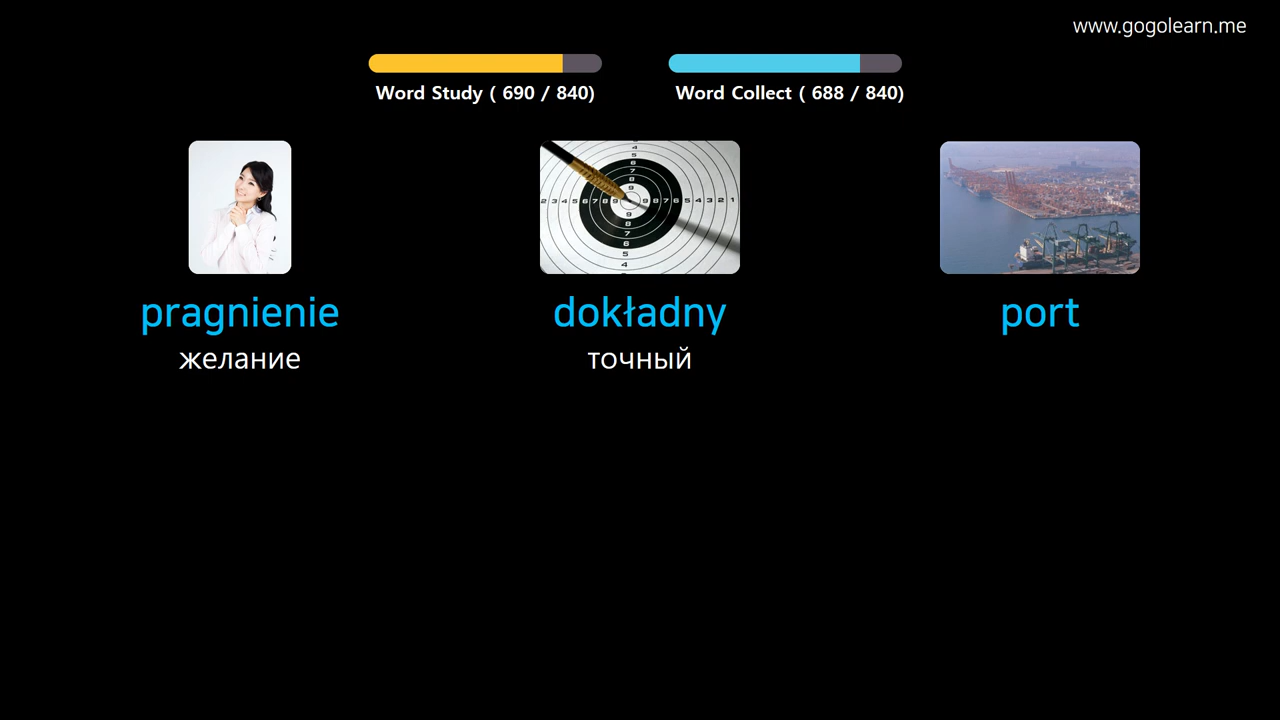 www.gogolearn.me
Word Study ( 690 / 840)
Word Collect ( 688 / 840)
pragnienie
желание
dokładny
точный
port